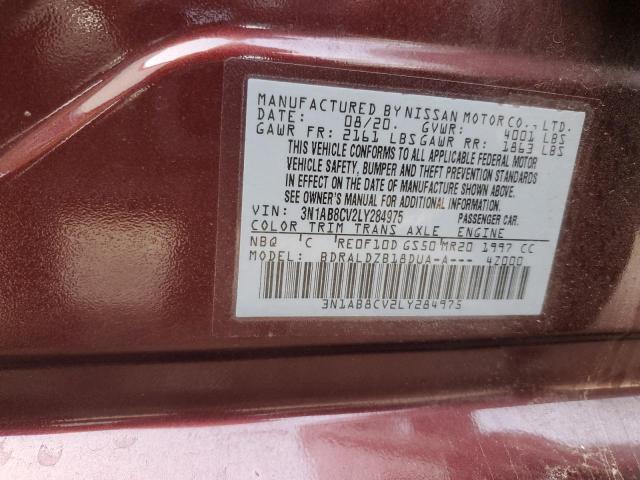 MANUFACTURED BY NISSAN MOTOR CO., LTD.
DATE: 08/20. GVWR: 4001 LBS
GAWR FR: 2161 LBS GAWR RR: 1863 LBS
THIS VEHICLE CONFORMS TO ALL APPLICABLE FEDERAL MOTOR
VEHICLE SAFETY, BUMPER AND THEFT PREVENTION STANDARDS
IN EFFECT ON THE DATE OF MANUFACTURE SHOWN ABOVE.
SEE OWNER'S MANUAL FOR ADDITIONAL INFORMATION.
VIN: 3N1AB8CV2LY284975 PASSENGER CAR.
COLOR TRIM TRANS AXLE ENGINE
NBQ C RE0F10D GS50 MR20 1997 CC
MODEL: BDRALDZB18DUA-A--- 4Z000
3N1AB8CV2LY284975